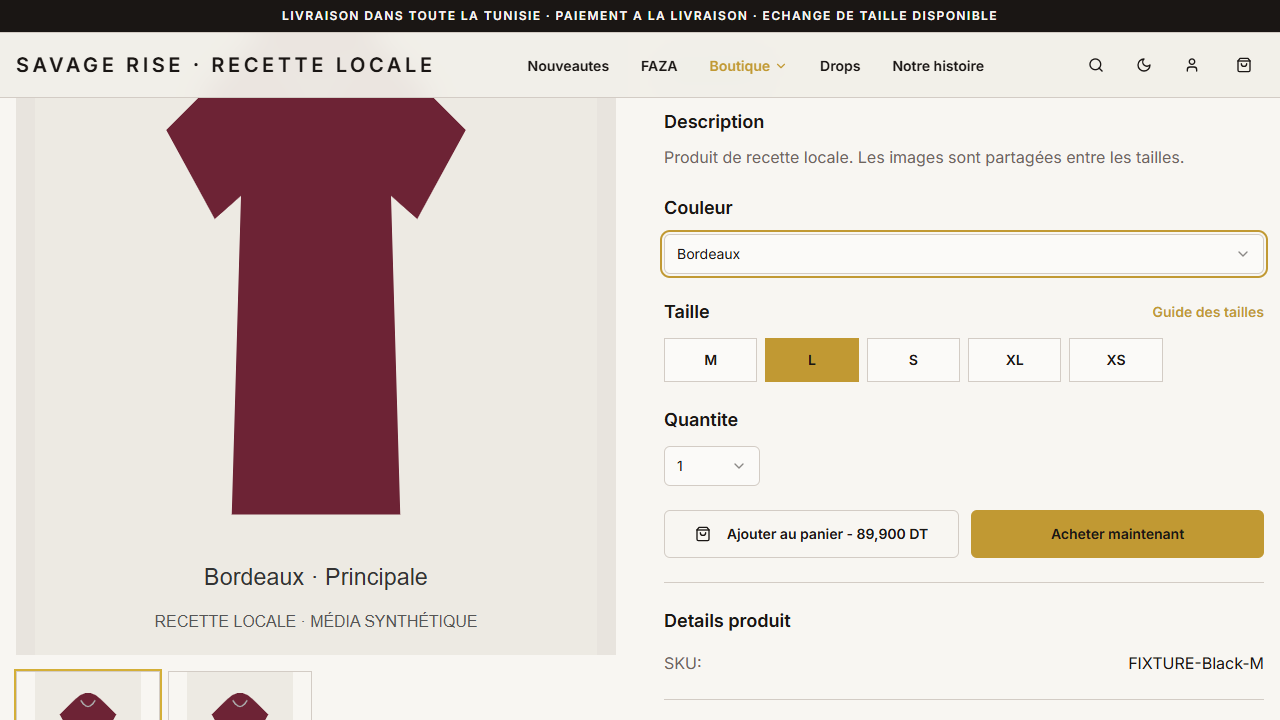 LIVRAISON DANS TOUTE LA TUNISIE · PAIEMENT A LA LIVRAISON · ECHANGE DE TAILLE DISPONIBLE
SAVAGE RISE · RECETTE LOCALE
Nouveautes
FAZA
Boutique
Drops
Notre histoire
Description
Produit de recette locale. Les images sont partagées entre les tailles.
Couleur
Bordeaux
Taille
Guide des tailles
M
L
S
XL
XS
Quantite
1
Ajouter au panier - 89,900 DT
Acheter maintenant
Bordeaux · Principale
RECETTE LOCALE · MÉDIA SYNTHÉTIQUE
Details produit
SKU:
FIXTURE-Black-M